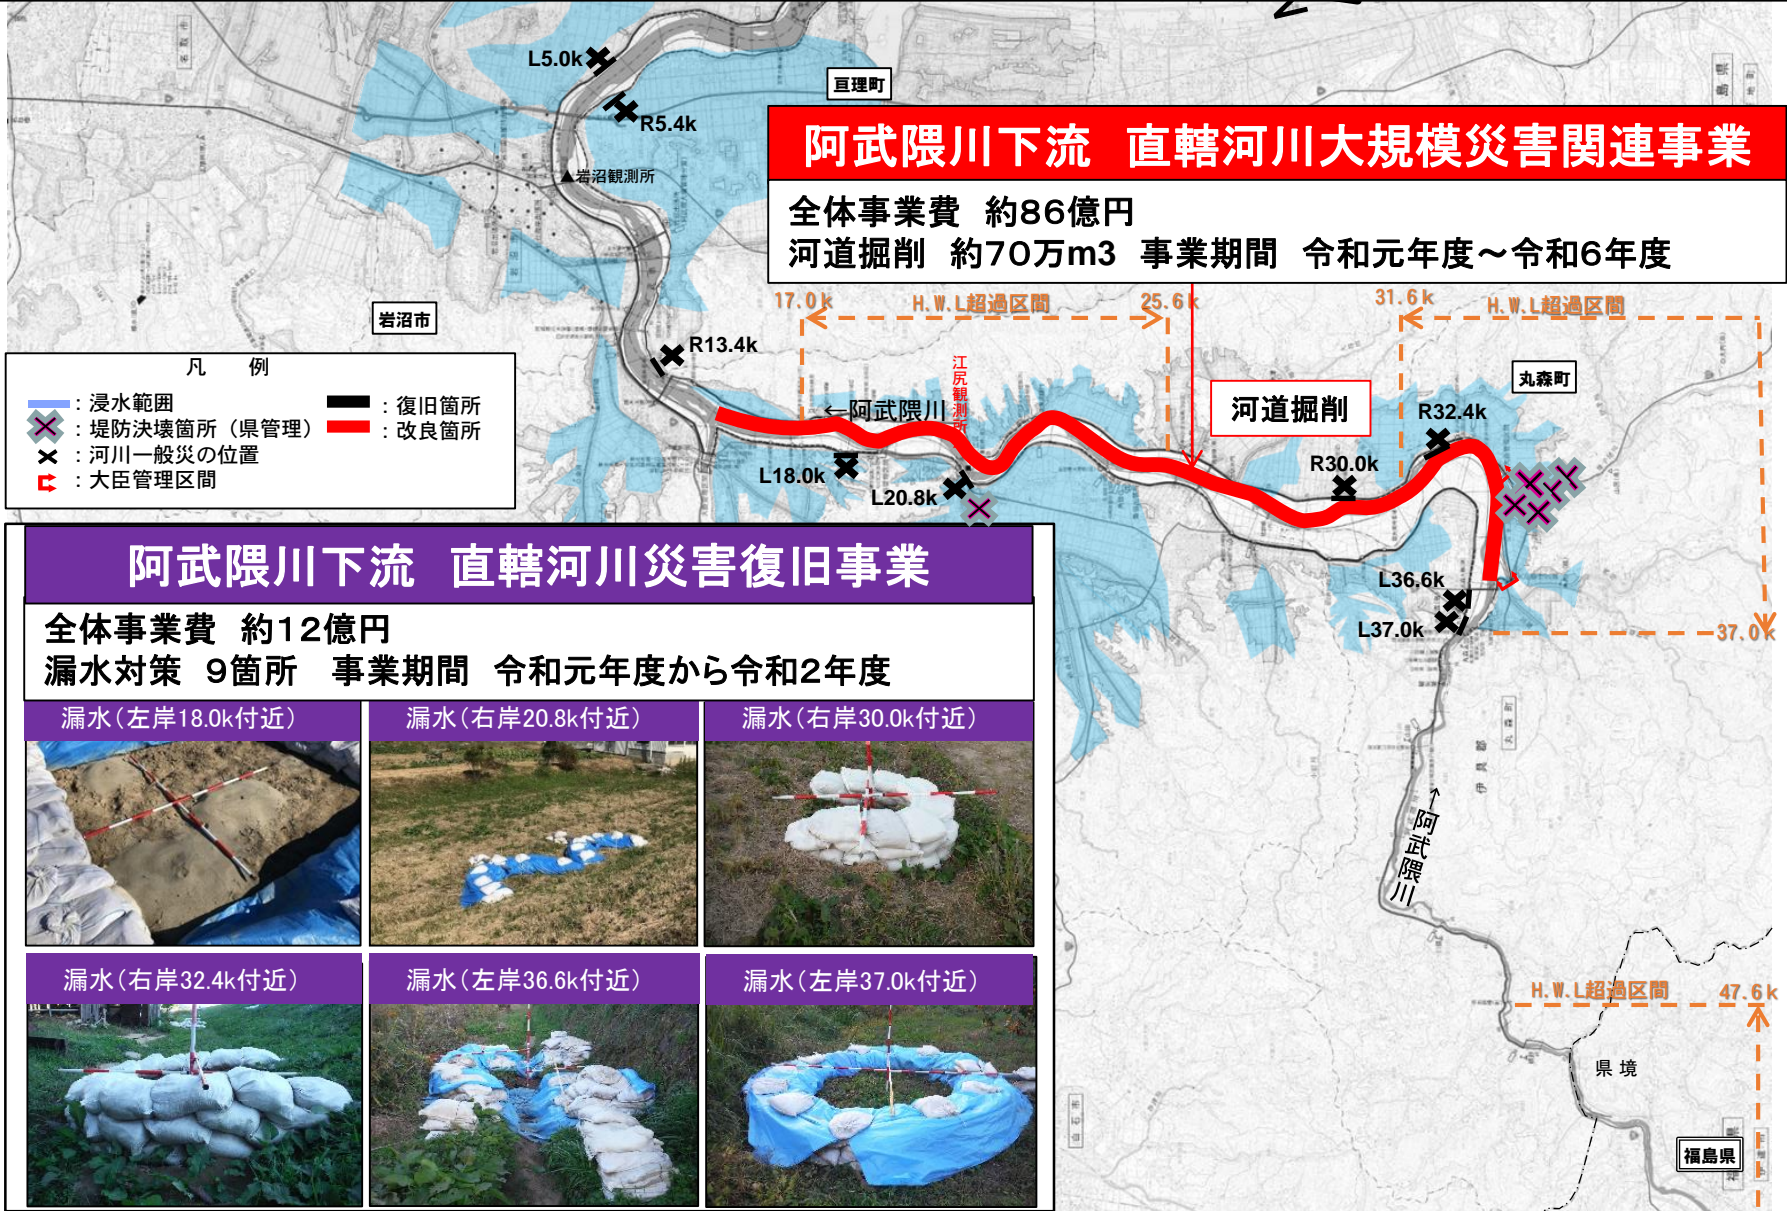 L5.0k
亘理町
R5.4k
▲岩沼観測所
阿武隈川下流 直轄河川大規模災害関連事業
全体事業費 約86億円
河道掘削 約70万m3 事業期間 令和元年度～令和6年度
岩沼市
17.0k
H.W.L超過区間
25.6k
31.6k
H.W.L超過区間
R13.4k
江尻観測所
←阿武隈川
河道掘削
丸森町
R32.4k
R30.0k
L18.0k
L20.8k
L36.6k
L37.0k
37.0k
凡 例
：浸水範囲
：復旧箇所
：堤防決壊箇所（県管理）
：改良箇所
：河川一般災の位置
：大臣管理区間
阿武隈川下流 直轄河川災害復旧事業
全体事業費 約12億円
漏水対策 9箇所 事業期間 令和元年度から令和2年度
漏水（左岸18.0k付近）
漏水（右岸20.8k付近）
漏水（右岸30.0k付近）
漏水（右岸32.4k付近）
漏水（左岸36.6k付近）
漏水（左岸37.0k付近）
丸森町
伊具郡
←阿武隈川
H.W.L超過区間
47.6k
県境
福島県